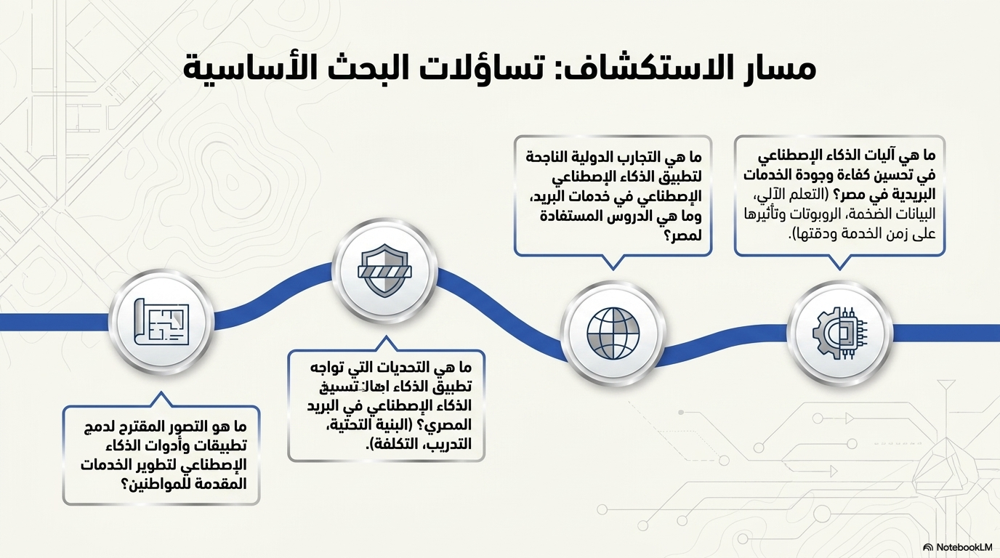 مسار الاستكشاف: تساؤلات البحث الأساسية
ما هي آليات الذكاء الإصطناعي
في تحسين كفاءة وجودة الخدمات
البريدية في مصر؟ (التعلم الآلي،
البيانات الضخمة، الروبوتات وتأثيرها
على زمن الخدمة ودقتها).
ما هي التجارب الدولية الناجحة
لتطبيق الذكاء الإصطناعي
الإصطناعي في خدمات البريد،
وما هي الدروس المستفادة
لمصر؟
ما هي التحديات التي تواجه
تطبيق الذكاء
الذكاء الإصطناعي في البريد
المصري؟ (البنية التحتية،
التدريب، التكلفة).
ما هو التصور المقترح لدمج
تطبيقات وأدوات الذكاء
الإصطناعي لتطوير الخدمات
المقدمة للمواطنين؟
NotebookLM